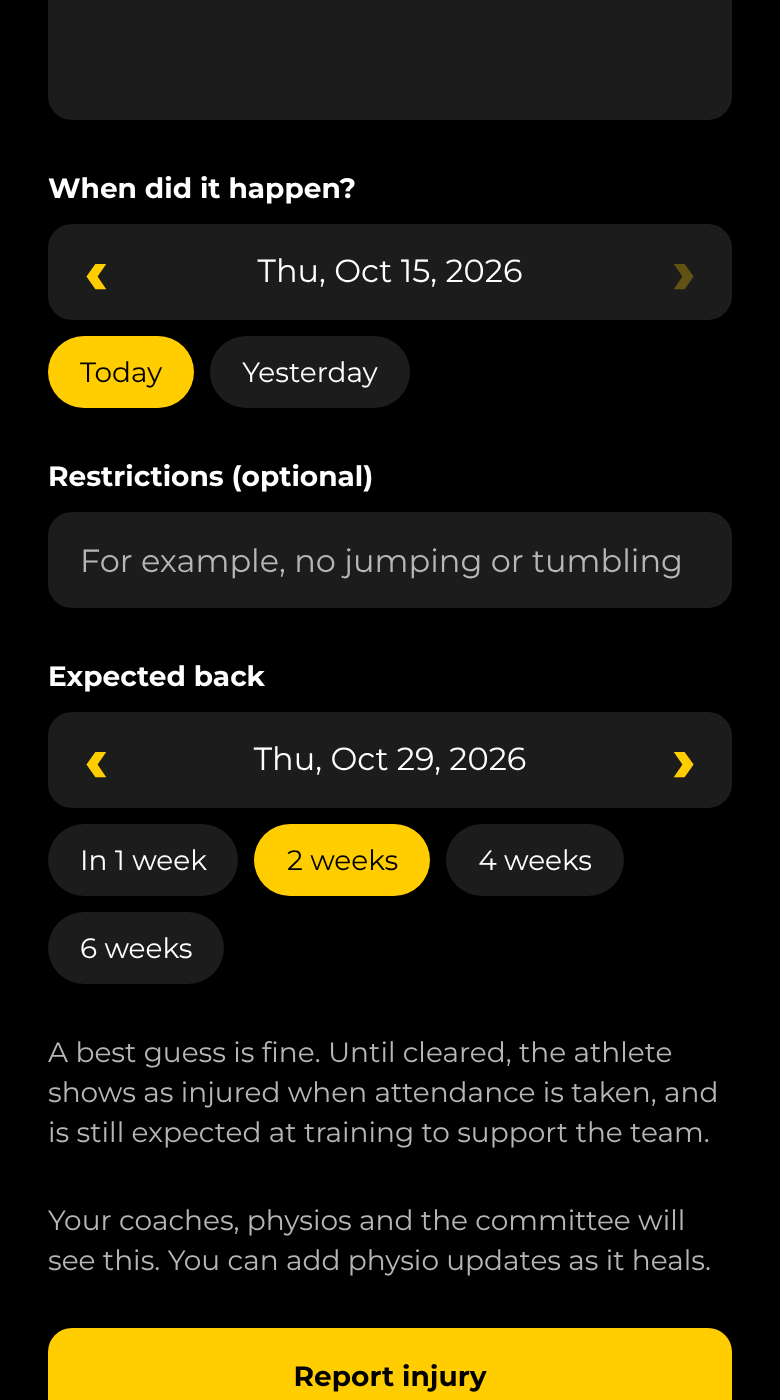 When did it happen?
‹ Thu, Oct 15, 2026 ›
Today Yesterday
Restrictions (optional)
For example, no jumping or tumbling
Expected back
‹ Thu, Oct 29, 2026 ›
In 1 week 2 weeks 4 weeks
6 weeks
A best guess is fine. Until cleared, the athlete
shows as injured when attendance is taken, and
is still expected at training to support the team.
Your coaches, physios and the committee will
see this. You can add physio updates as it heals.
Report injury